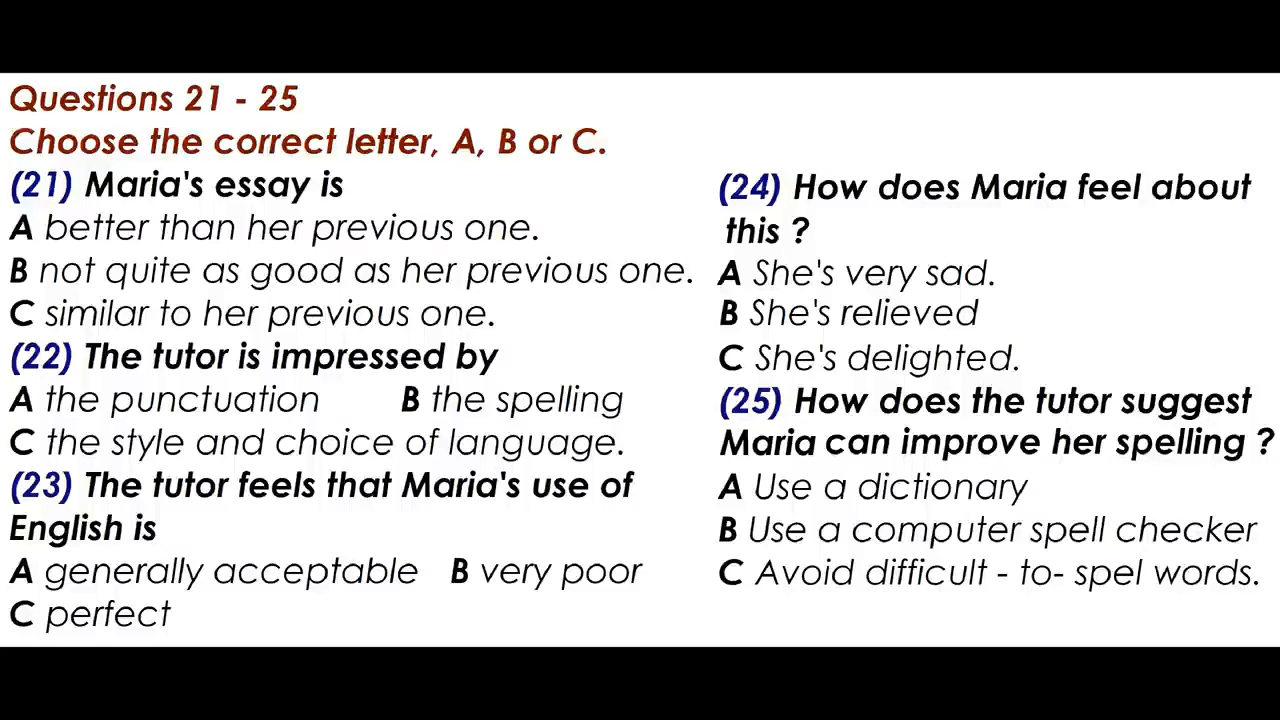 Questions 21 - 25
Choose the correct letter, A, B or C.
(21) Maria's essay is
A better than her previous one.
B not quite as good as her previous one.
C similar to her previous one.
(22) The tutor is impressed by
A the punctuation B the spelling
C the style and choice of language.
(23) The tutor feels that Maria's use of
English is
A generally acceptable B very poor
C perfect
(24) How does Maria feel about
this ?
A She's very sad.
B She's relieved
C She's delighted.
(25) How does the tutor suggest
Maria can improve her spelling ?
A Use a dictionary
B Use a computer spell checker
C Avoid difficult - to- spel words.